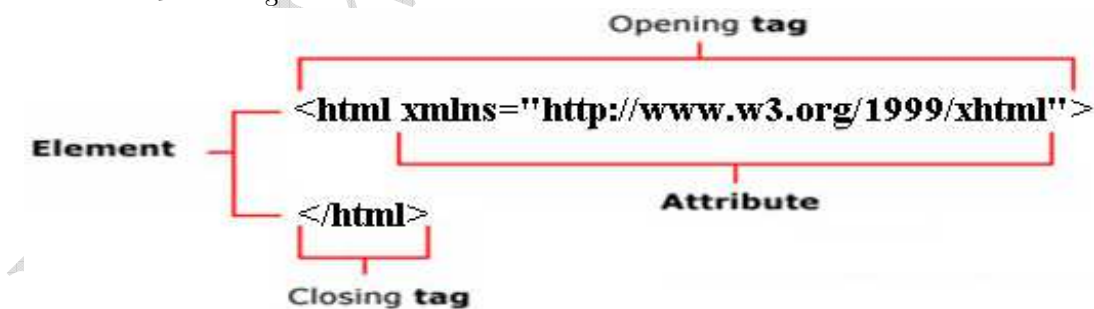 Opening tag
<html xmlns="http://www.w3.org/1999/xhtml">
Element
Attribute
</html>
Closing tag